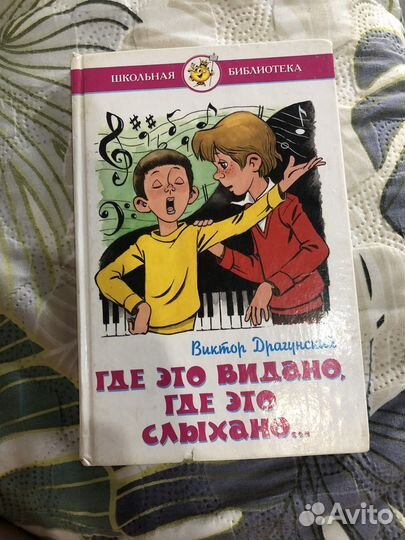 ШКОЛЬНАЯ БИБЛИОТЕКА
Виктор Драгунский
ГДЕ ЭТО ВИДАНО,
ГДЕ ЭТО
СЛЫХАНО...
Avito